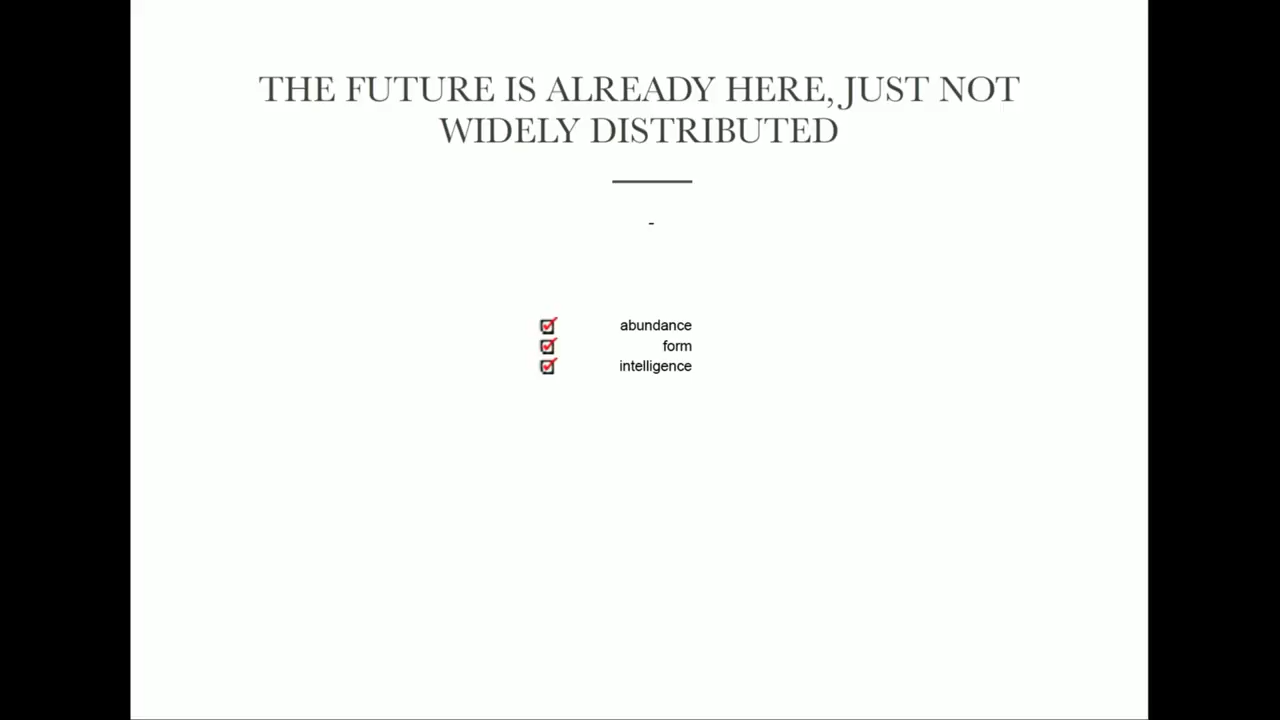 THE FUTURE IS ALREADY HERE, JUST NOT
WIDELY DISTRIBUTED
-
abundance
form
intelligence